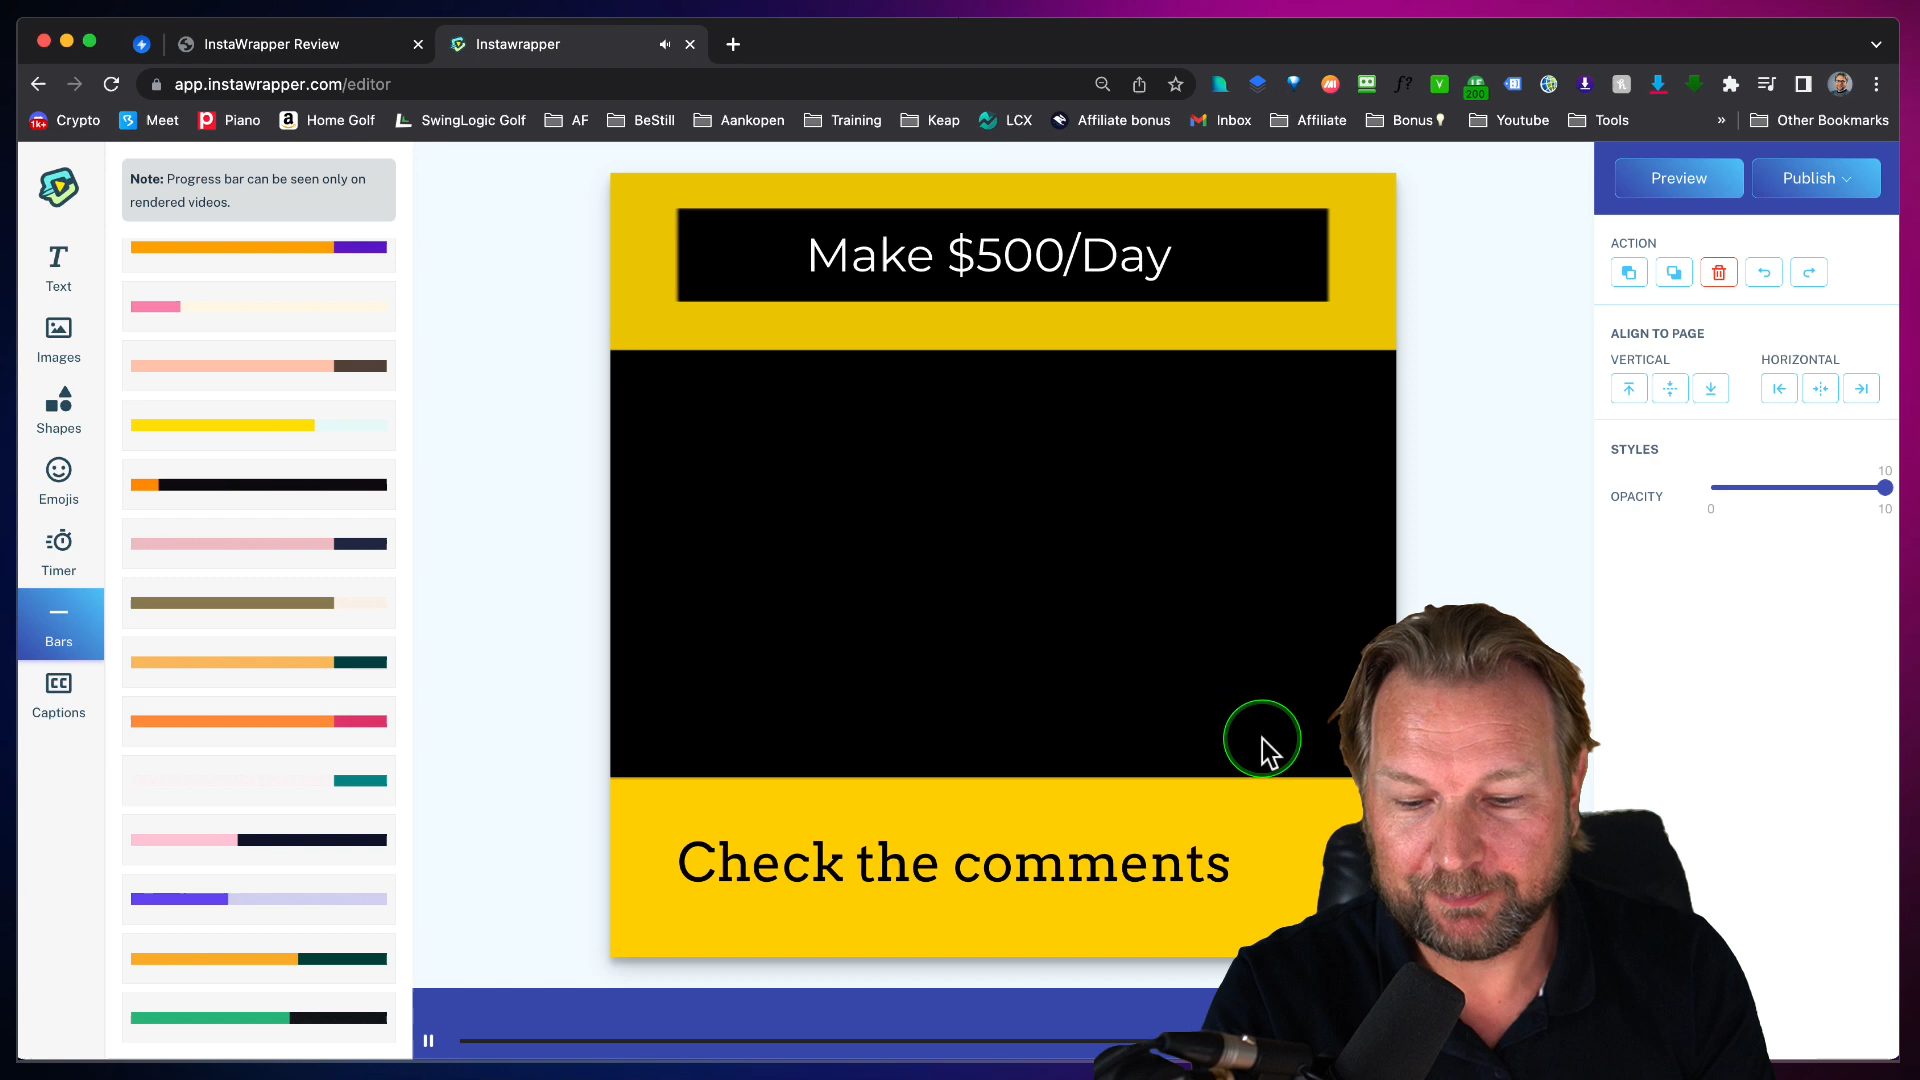 InstaWrapper Review
Instawrapper
app.instawrapper.com/editor
200
1k+ Crypto
Meet
Piano
Home Golf
SwingLogic Golf
AF
BeStill
Aankopen
Training
Keap
LCX
Affiliate bonus
Inbox
Affiliate
Bonus
Youtube
Tools
»
Other Bookmarks
Note: Progress bar can be seen only on
rendered videos.
Text
Images
Shapes
Emojis
Timer
Bars
CC
Captions
Make $500/Day
Check the comments
Preview
Publish
ACTION
ALIGN TO PAGE
VERTICAL
HORIZONTAL
STYLES
10
OPACITY
0
10